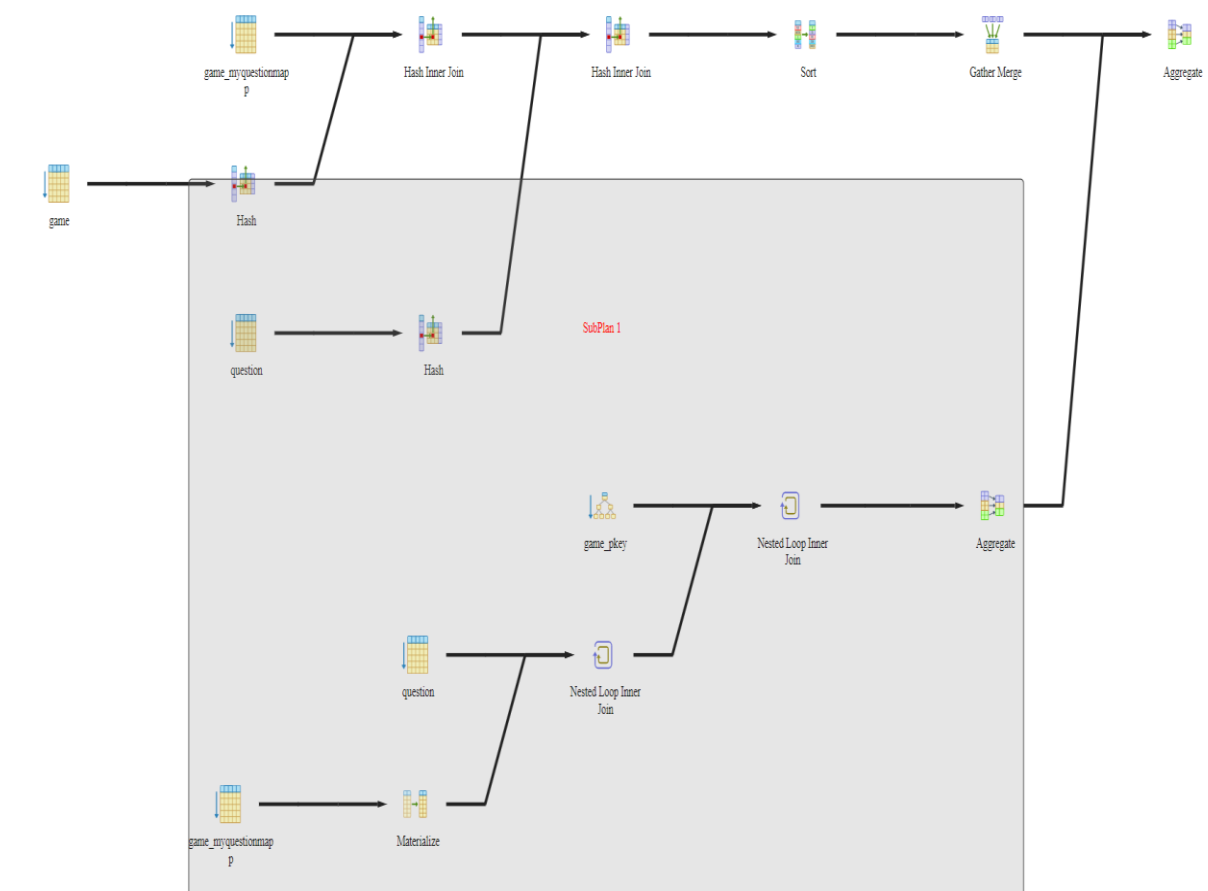 game_myquestionmap
p
Hash Inner Join
Hash Inner Join
Sort
Gather Merge
Aggregate
game
Hash
question
Hash
SubPlan 1
game_pkey
Nested Loop Inner
Join
Aggregate
question
Nested Loop Inner
Join
game_myquestionmap
p
Materialize